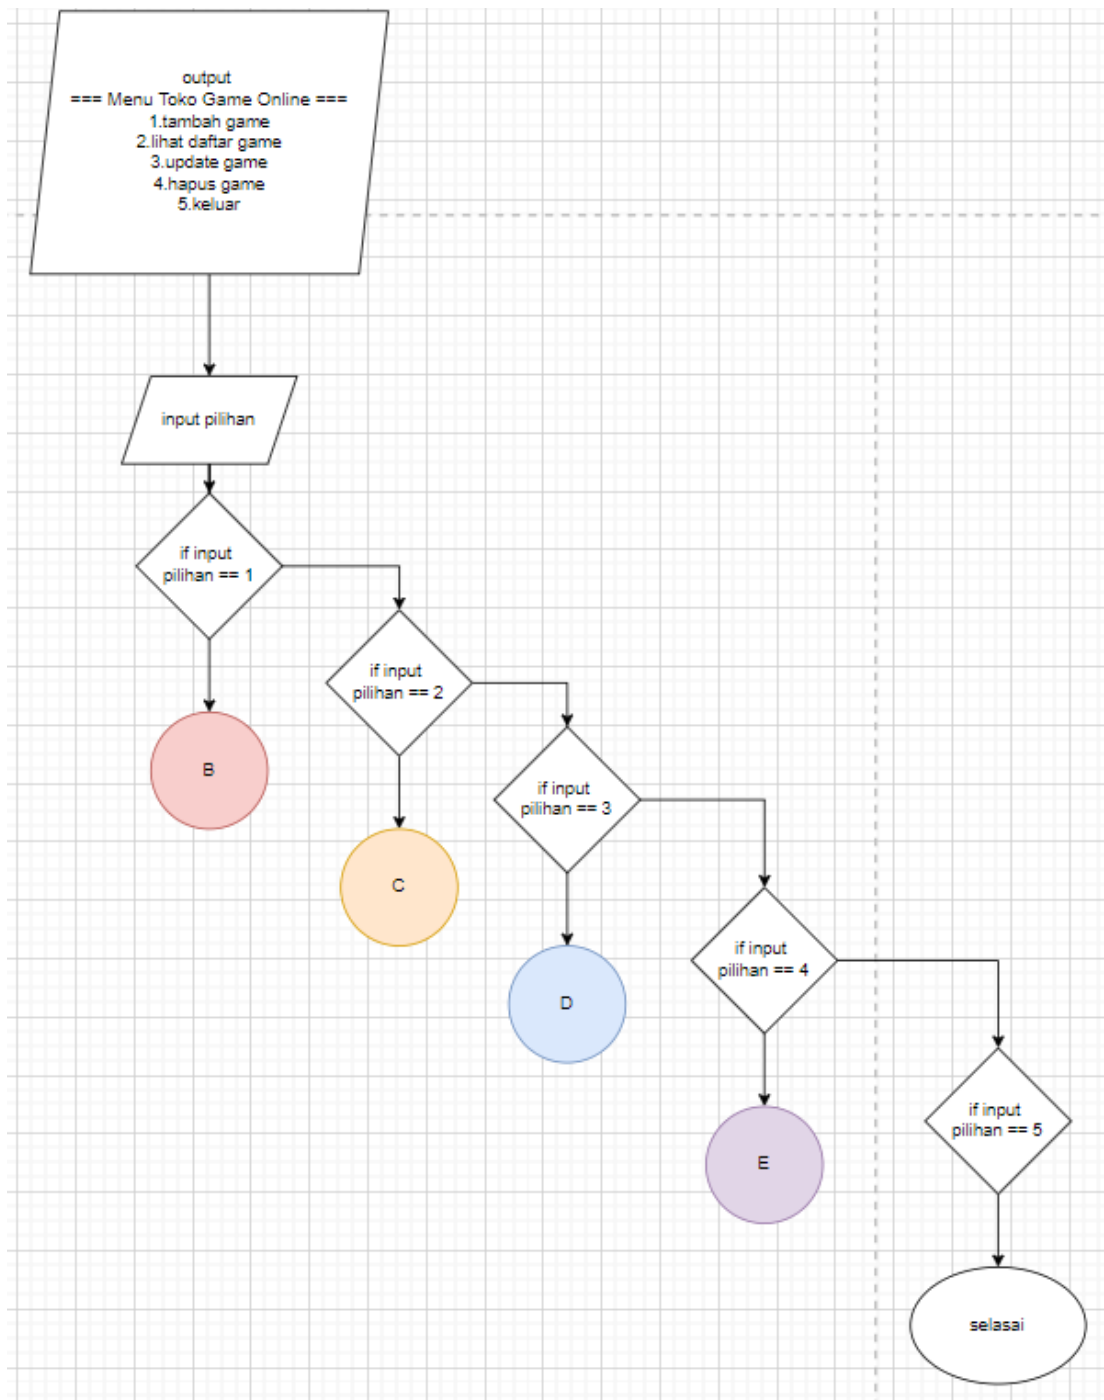 output
=== Menu Toko Game Online ===
1.tambah game
2.lihat daftar game
3.update game
4.hapus game
5.keluar
input pilihan
if input
pilihan == 1
if input
pilihan == 2
B
if input
pilihan == 3
C
if input
pilihan == 4
D
if input
pilihan == 5
E
selasai